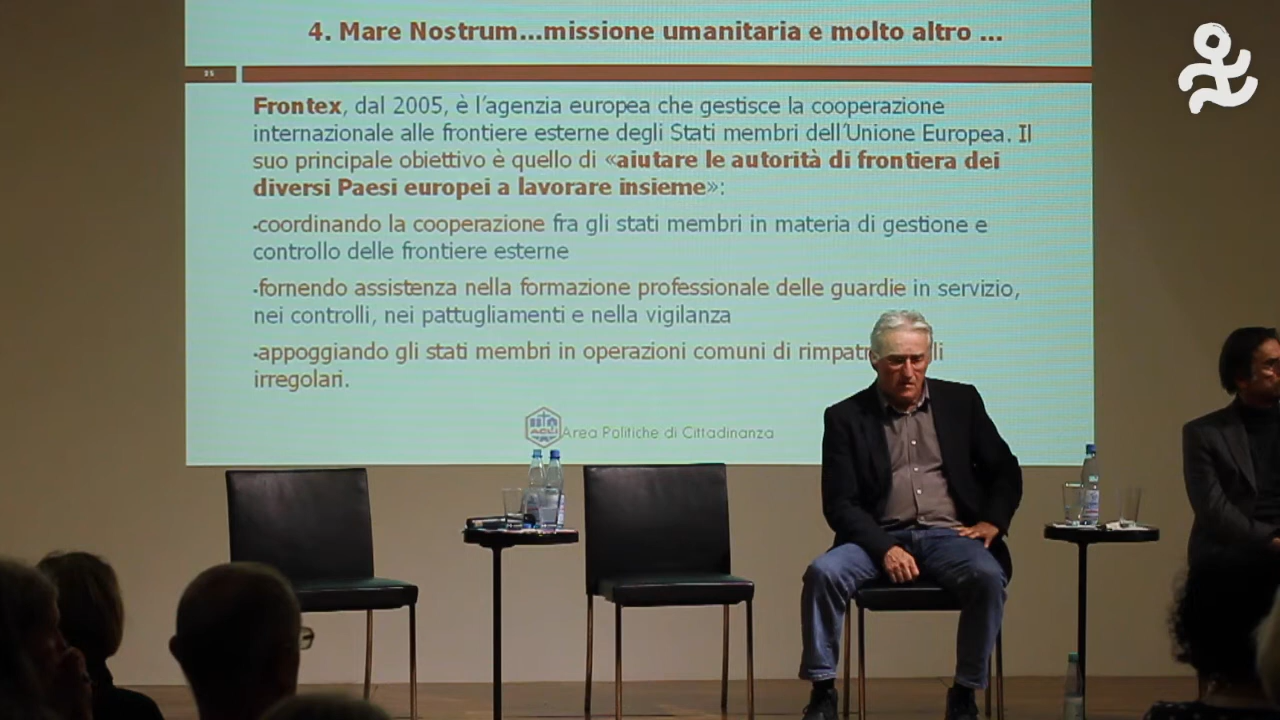 4. Mare Nostrum...missione umanitaria e molto altro ...
Frontex, dal 2005, è l'agenzia europea che gestisce la cooperazione
internazionale alle frontiere esterne degli Stati membri dell'Unione Europea. Il
suo principale obiettivo è quello di «aiutare le autorità di frontiera dei
diversi Paesi europei a lavorare insieme»:
•coordinando la cooperazione fra gli stati membri in materia di gestione e
controllo delle frontiere esterne
•fornendo assistenza nella formazione professionale delle guardie in servizio,
nei controlli, nei pattugliamenti e nella vigilanza
•appoggiando gli stati membri in operazioni comuni di
irregolari.
ACLI Area Politiche di Cittadinanza